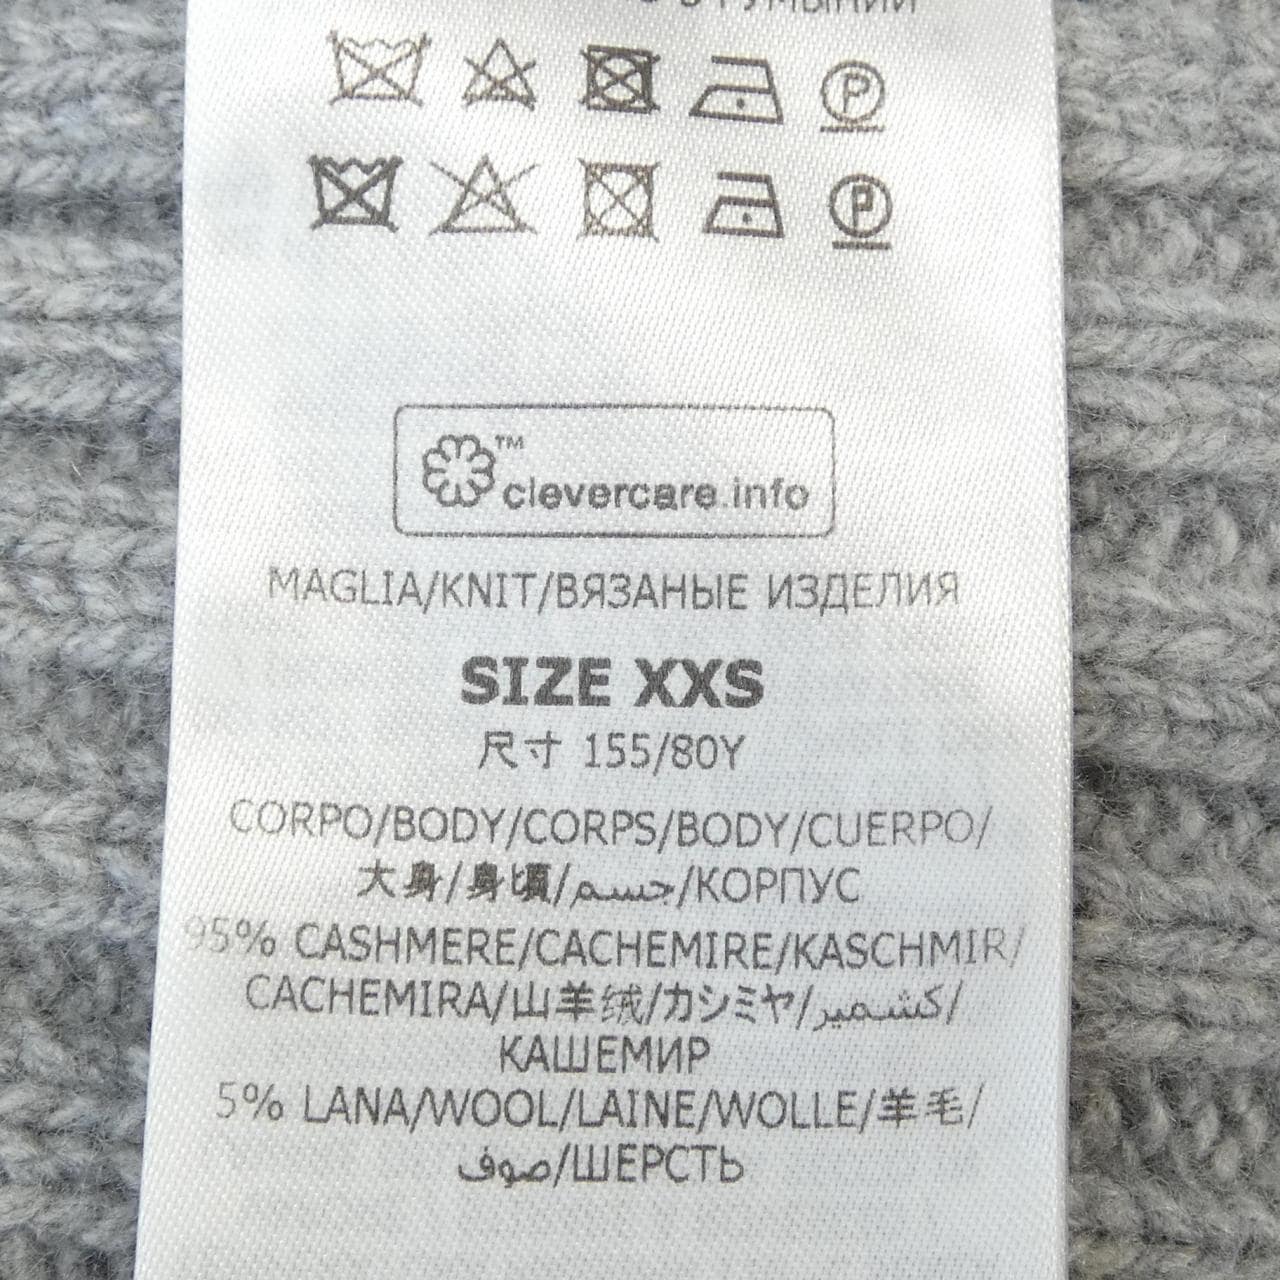 РУМЫНИИ
P
P
™
clevercare.info
MAGLIA/KNIT/ВЯЗАНЫЕ ИЗДЕЛИЯ
SIZE XXS
尺寸 155/80Y
CORPO/BODY/CORPS/BODY/CUERPO/
大身/身頃/جسم/КОРПУС
95% CASHMERE/CACHEMIRE/KASCHMIR/
CACHEMIRA/山羊绒/カシミヤ/كشمير/
КАШЕМИР
5% LANA/WOOL/LAINE/WOLLE/羊毛/
صوف/ШЕРСТЬ